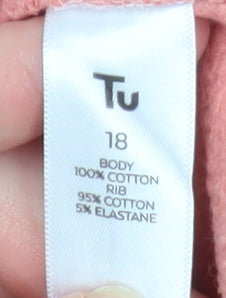 Tu
18
BODY
100% COTTON
RIB
95% COTTON
5% ELASTANE